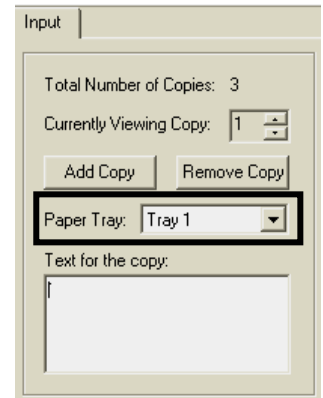 Input
Total Number of Copies: 3
Currently Viewing Copy: 1
Add Copy Remove Copy
Paper Tray: Tray 1
Text for the copy: